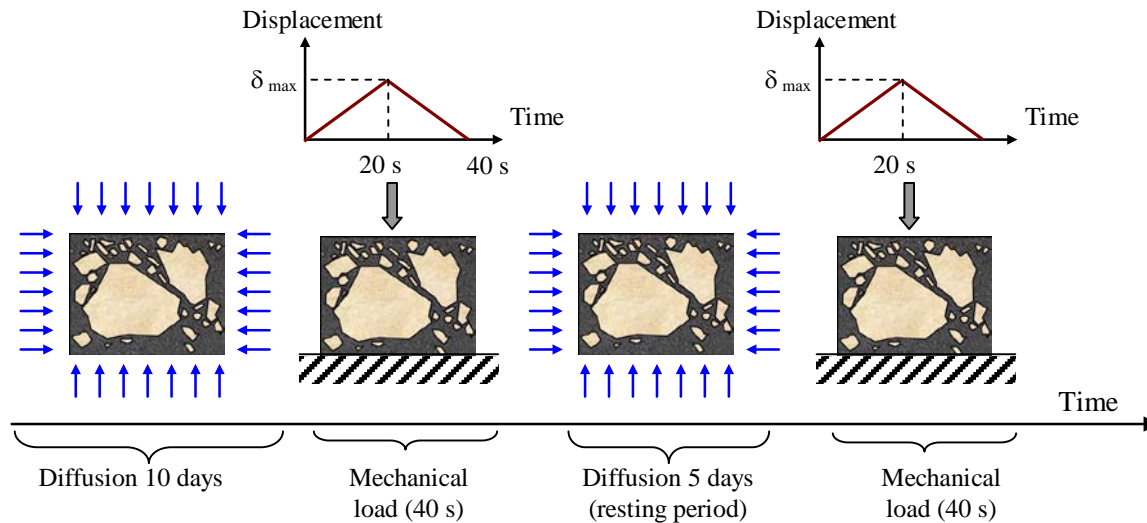 Displacement
δ max
Time
20 s
40 s
Displacement
δ max
Time
20 s
Time
Diffusion 10 days
Mechanical
load (40 s)
Diffusion 5 days
(resting period)
Mechanical
load (40 s)